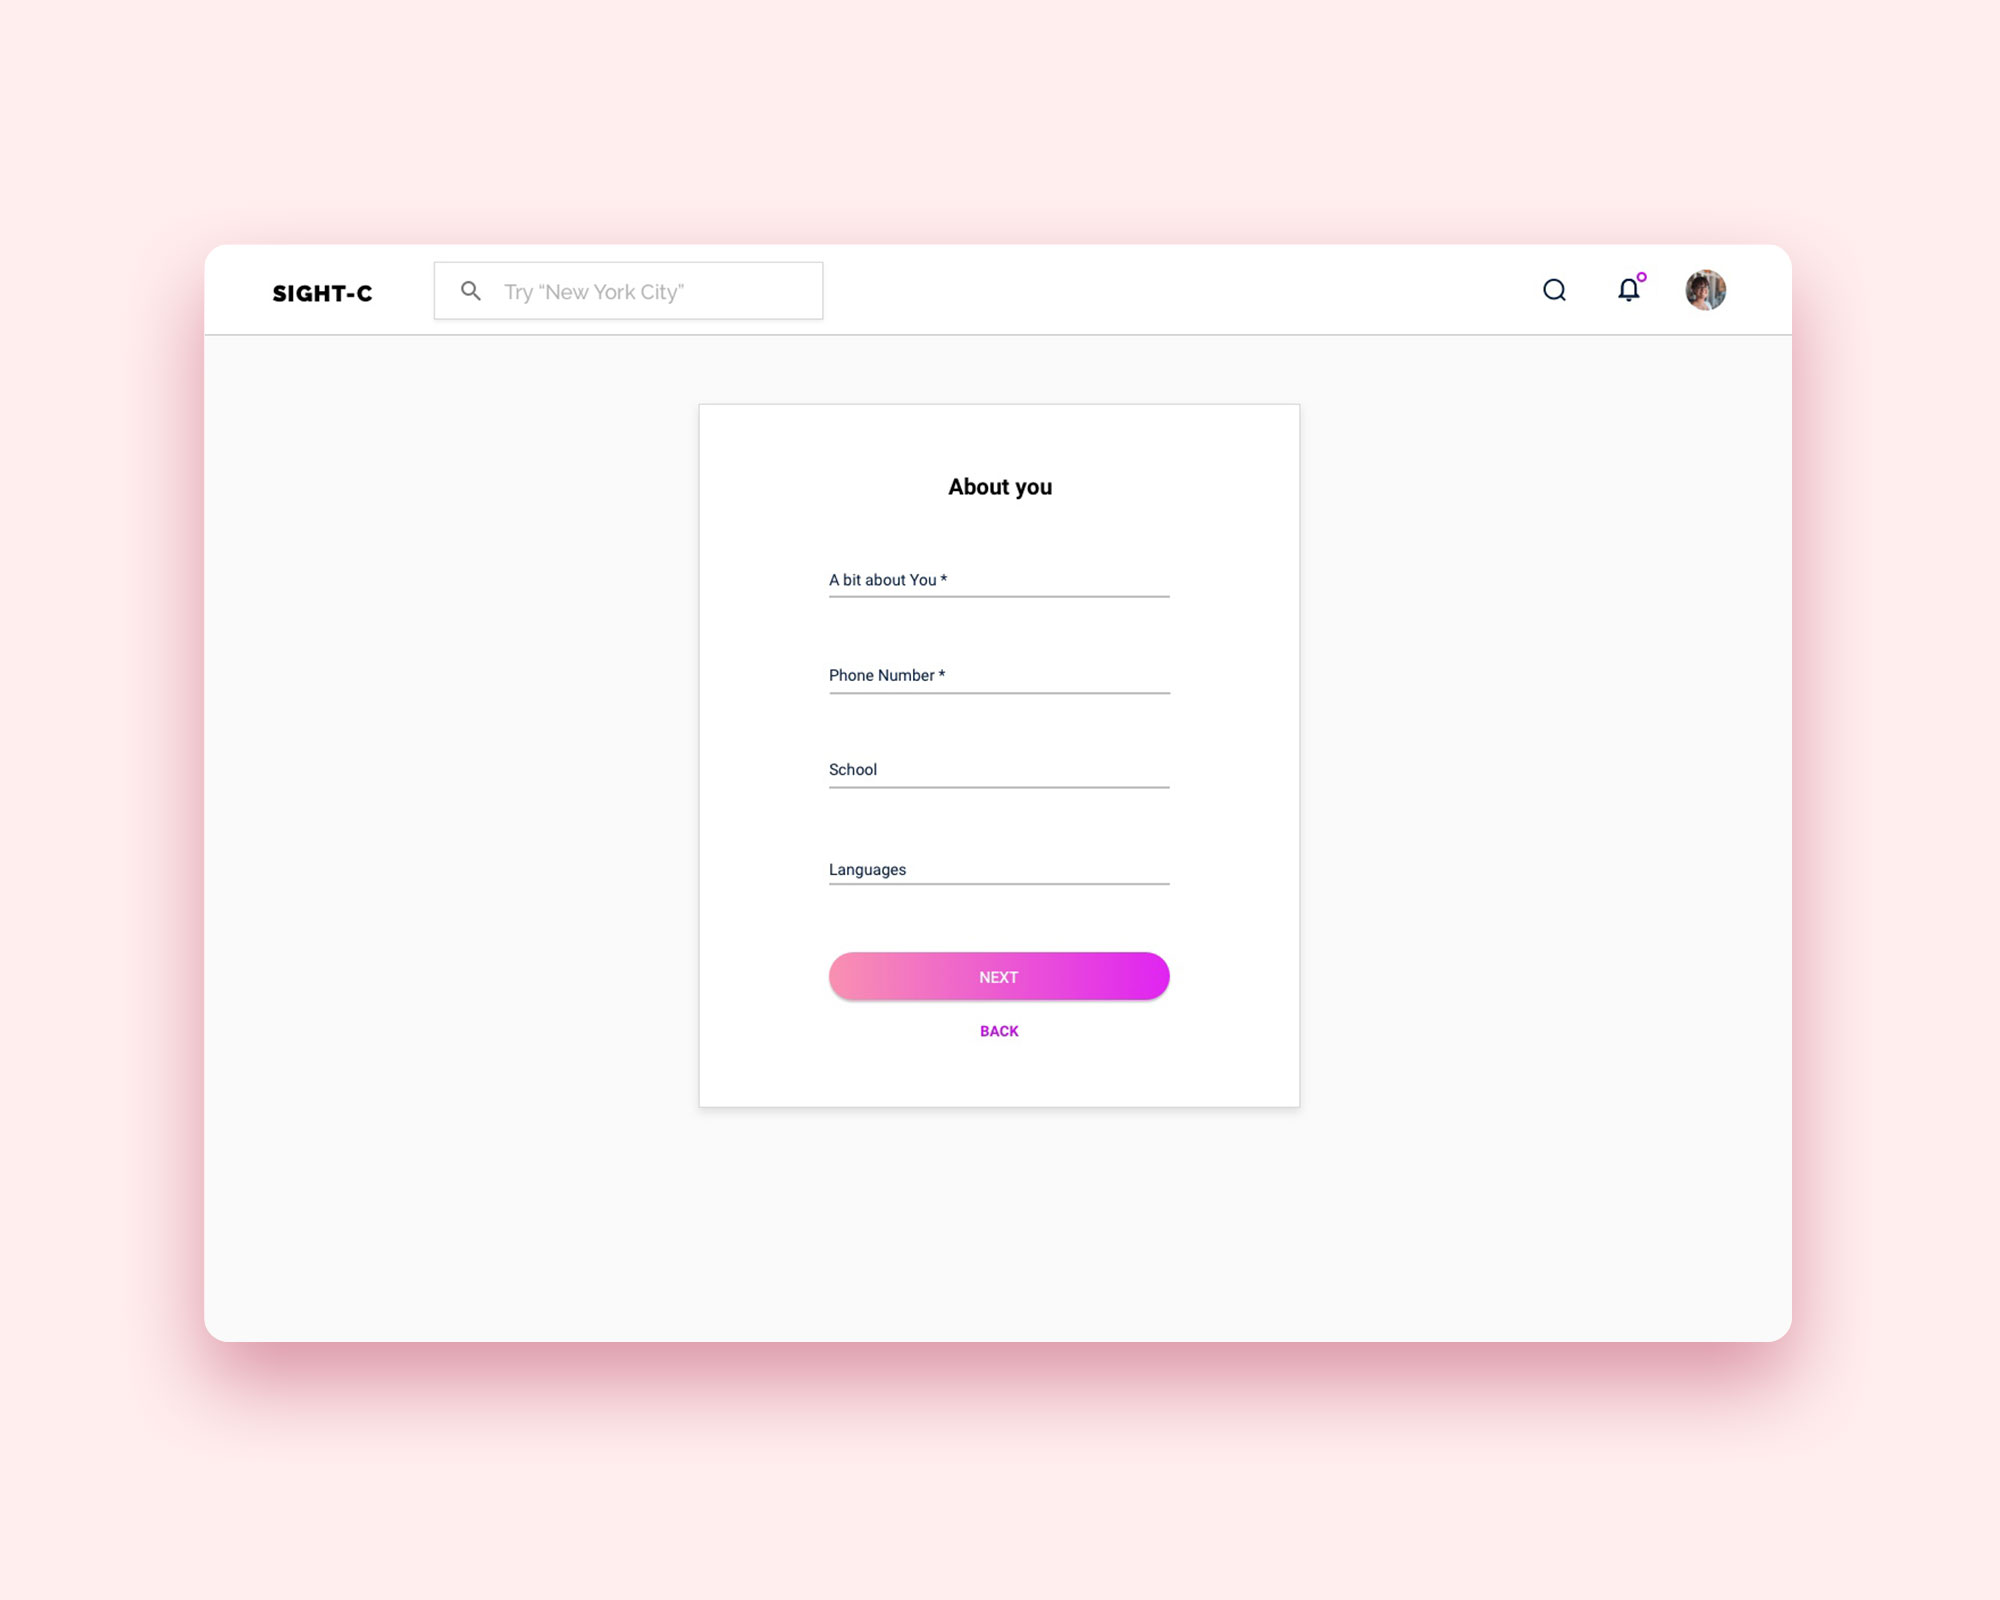 SIGHT-C
Try “New York City”
About you
A bit about You *
Phone Number *
School
Languages
NEXT
BACK